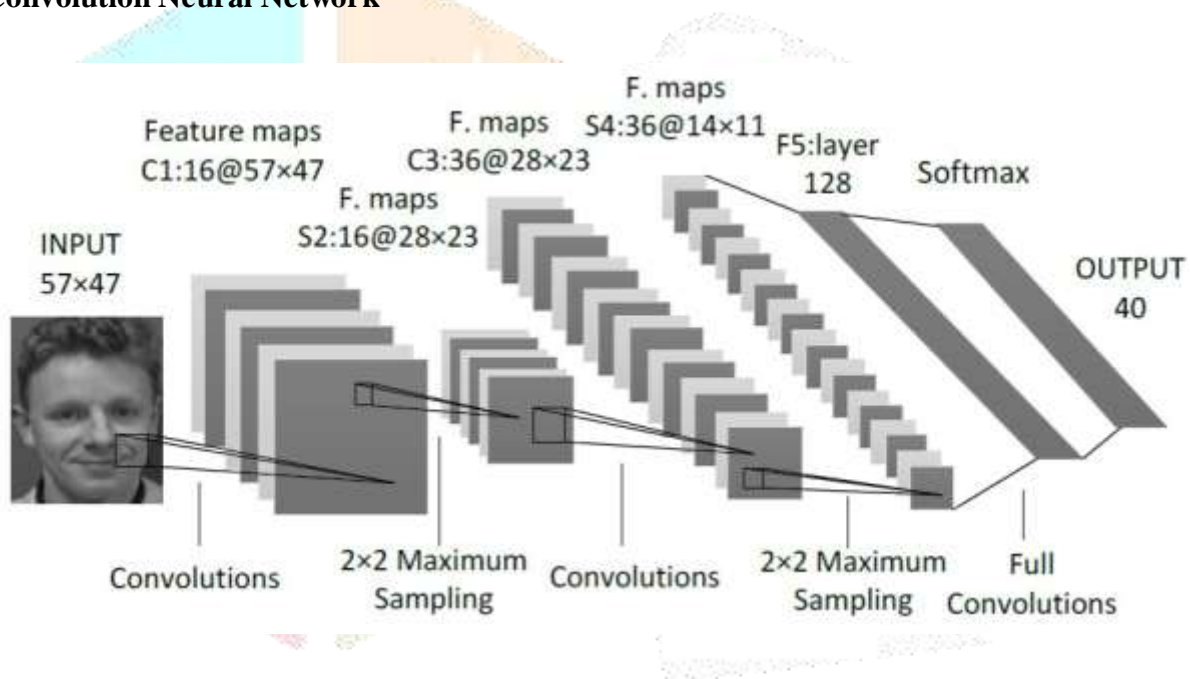 Convolution Neural Network
F. maps
S4:36@14×11
F. maps
C3:36@28×23
Feature maps
C1:16@57×47
F5:layer
128
Softmax
F. maps
S2:16@28×23
INPUT
57×47
OUTPUT
40
Convolutions
2×2 Maximum
Sampling
Convolutions
2×2 Maximum
Sampling
Full
Convolutions